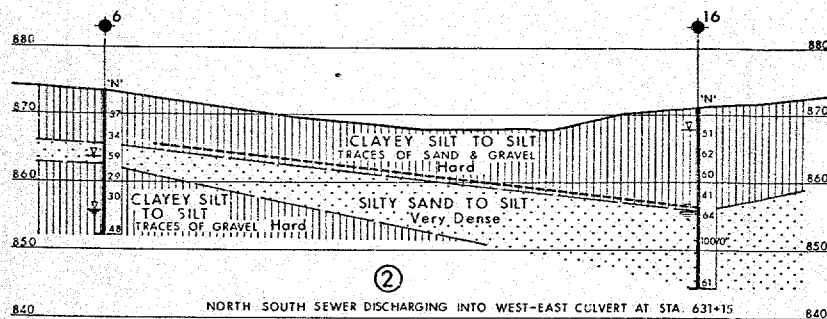 6 16
880 880
'N' 'N'
870 870
37
34 51
CLAYEY SILT TO SILT
TRACES OF SAND & GRAVEL
Hard
59 62
29 60
860 860
30 41
CLAYEY SILT
TO SILT
TRACES OF GRAVEL Hard
SILTY SAND TO SILT
Very Dense
64
48
850 850
100/0"
61
2
NORTH SOUTH SEWER DISCHARGING INTO WEST-EAST CULVERT AT STA. 631+15
840 840